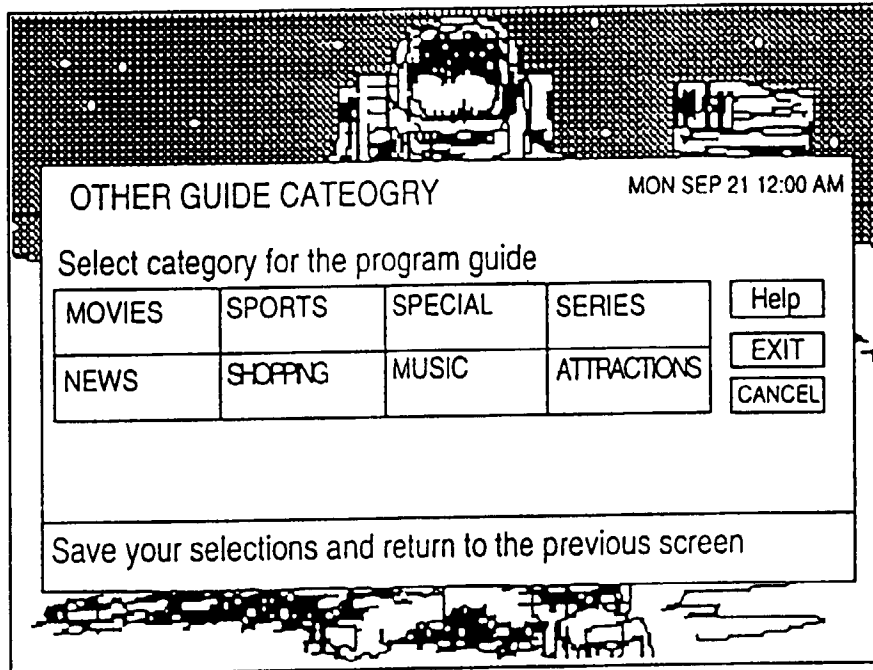 OTHER GUIDE CATEOGRY MON SEP 21 12:00 AM
Select category for the program guide
MOVIES SPORTS SPECIAL SERIES Help
EXIT
NEWS SHOPPING MUSIC ATTRACTIONS
CANCEL
Save your selections and return to the previous screen